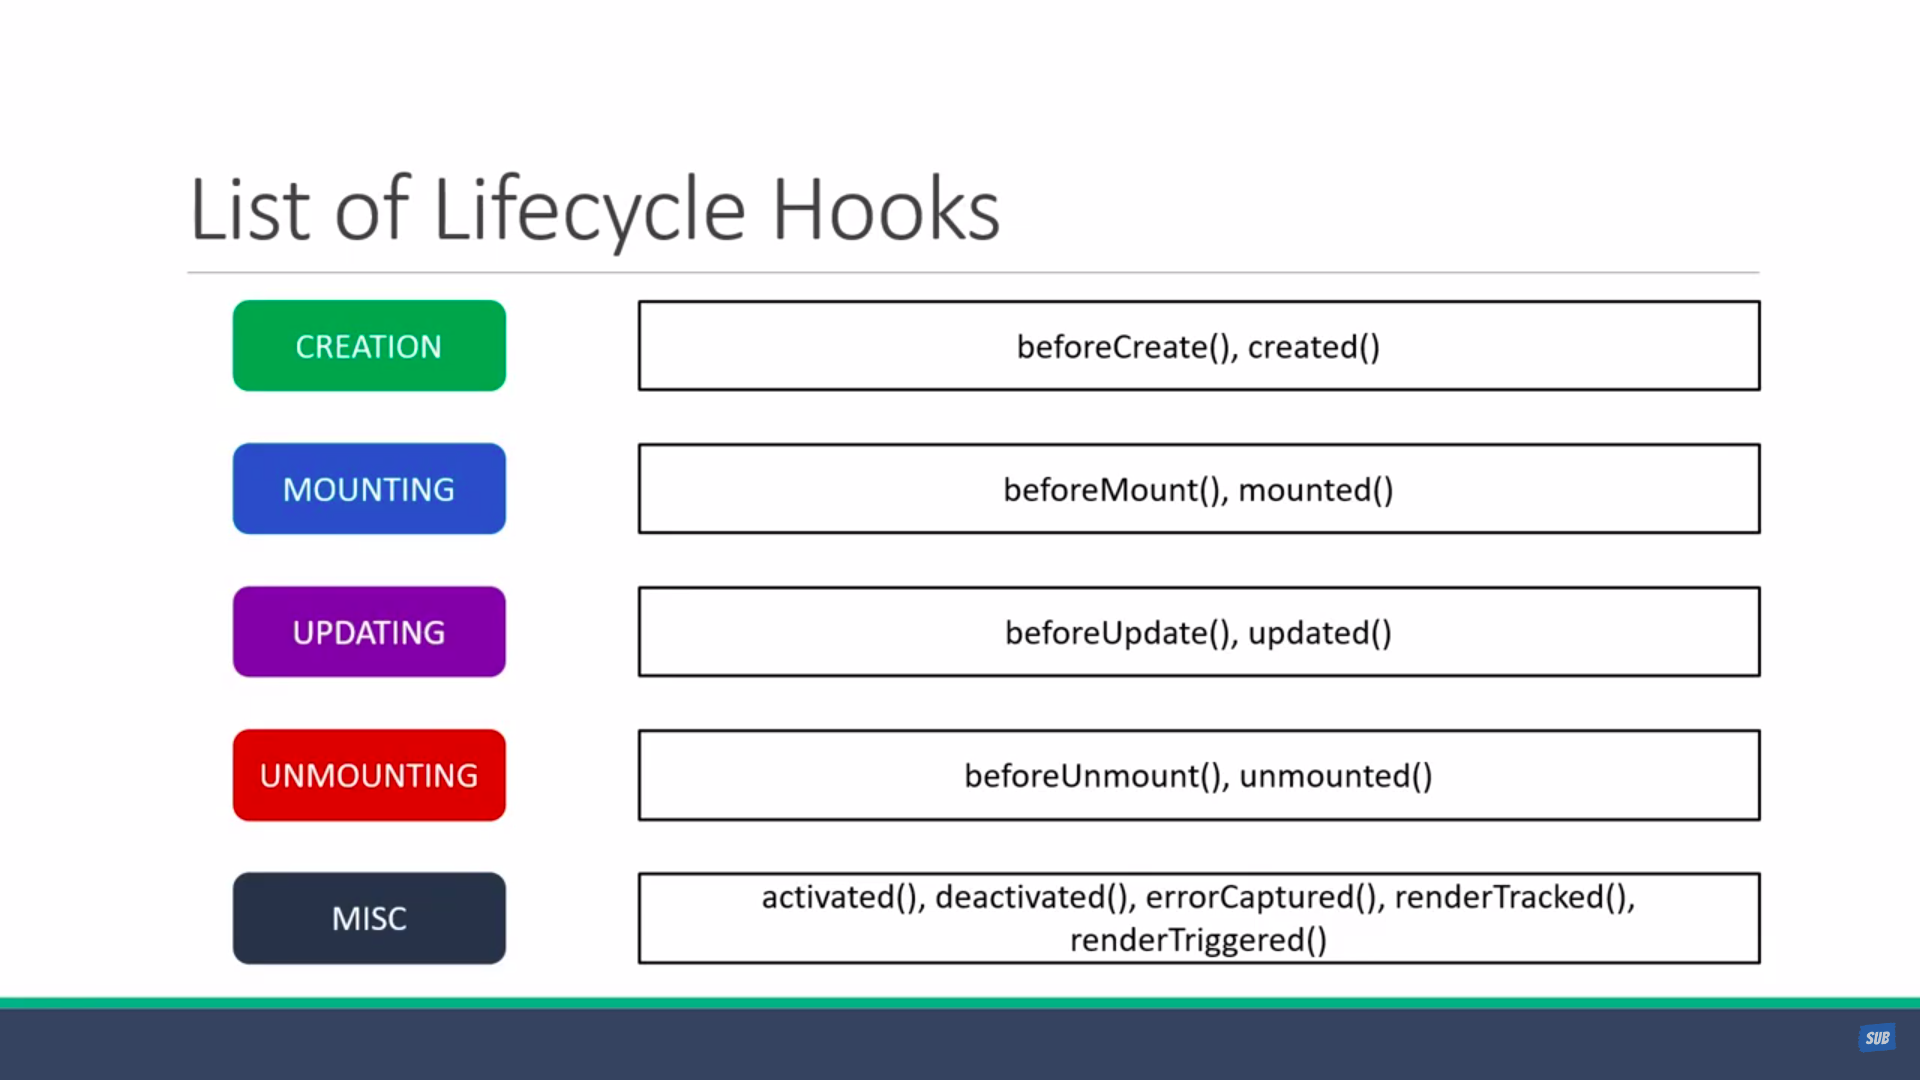 List of Lifecycle Hooks
CREATION
beforeCreate(), created()
MOUNTING
beforeMount(), mounted()
UPDATING
beforeUpdate(), updated()
UNMOUNTING
beforeUnmount(), unmounted()
MISC
activated(), deactivated(), errorCaptured(), renderTracked(),
renderTriggered()
SUB